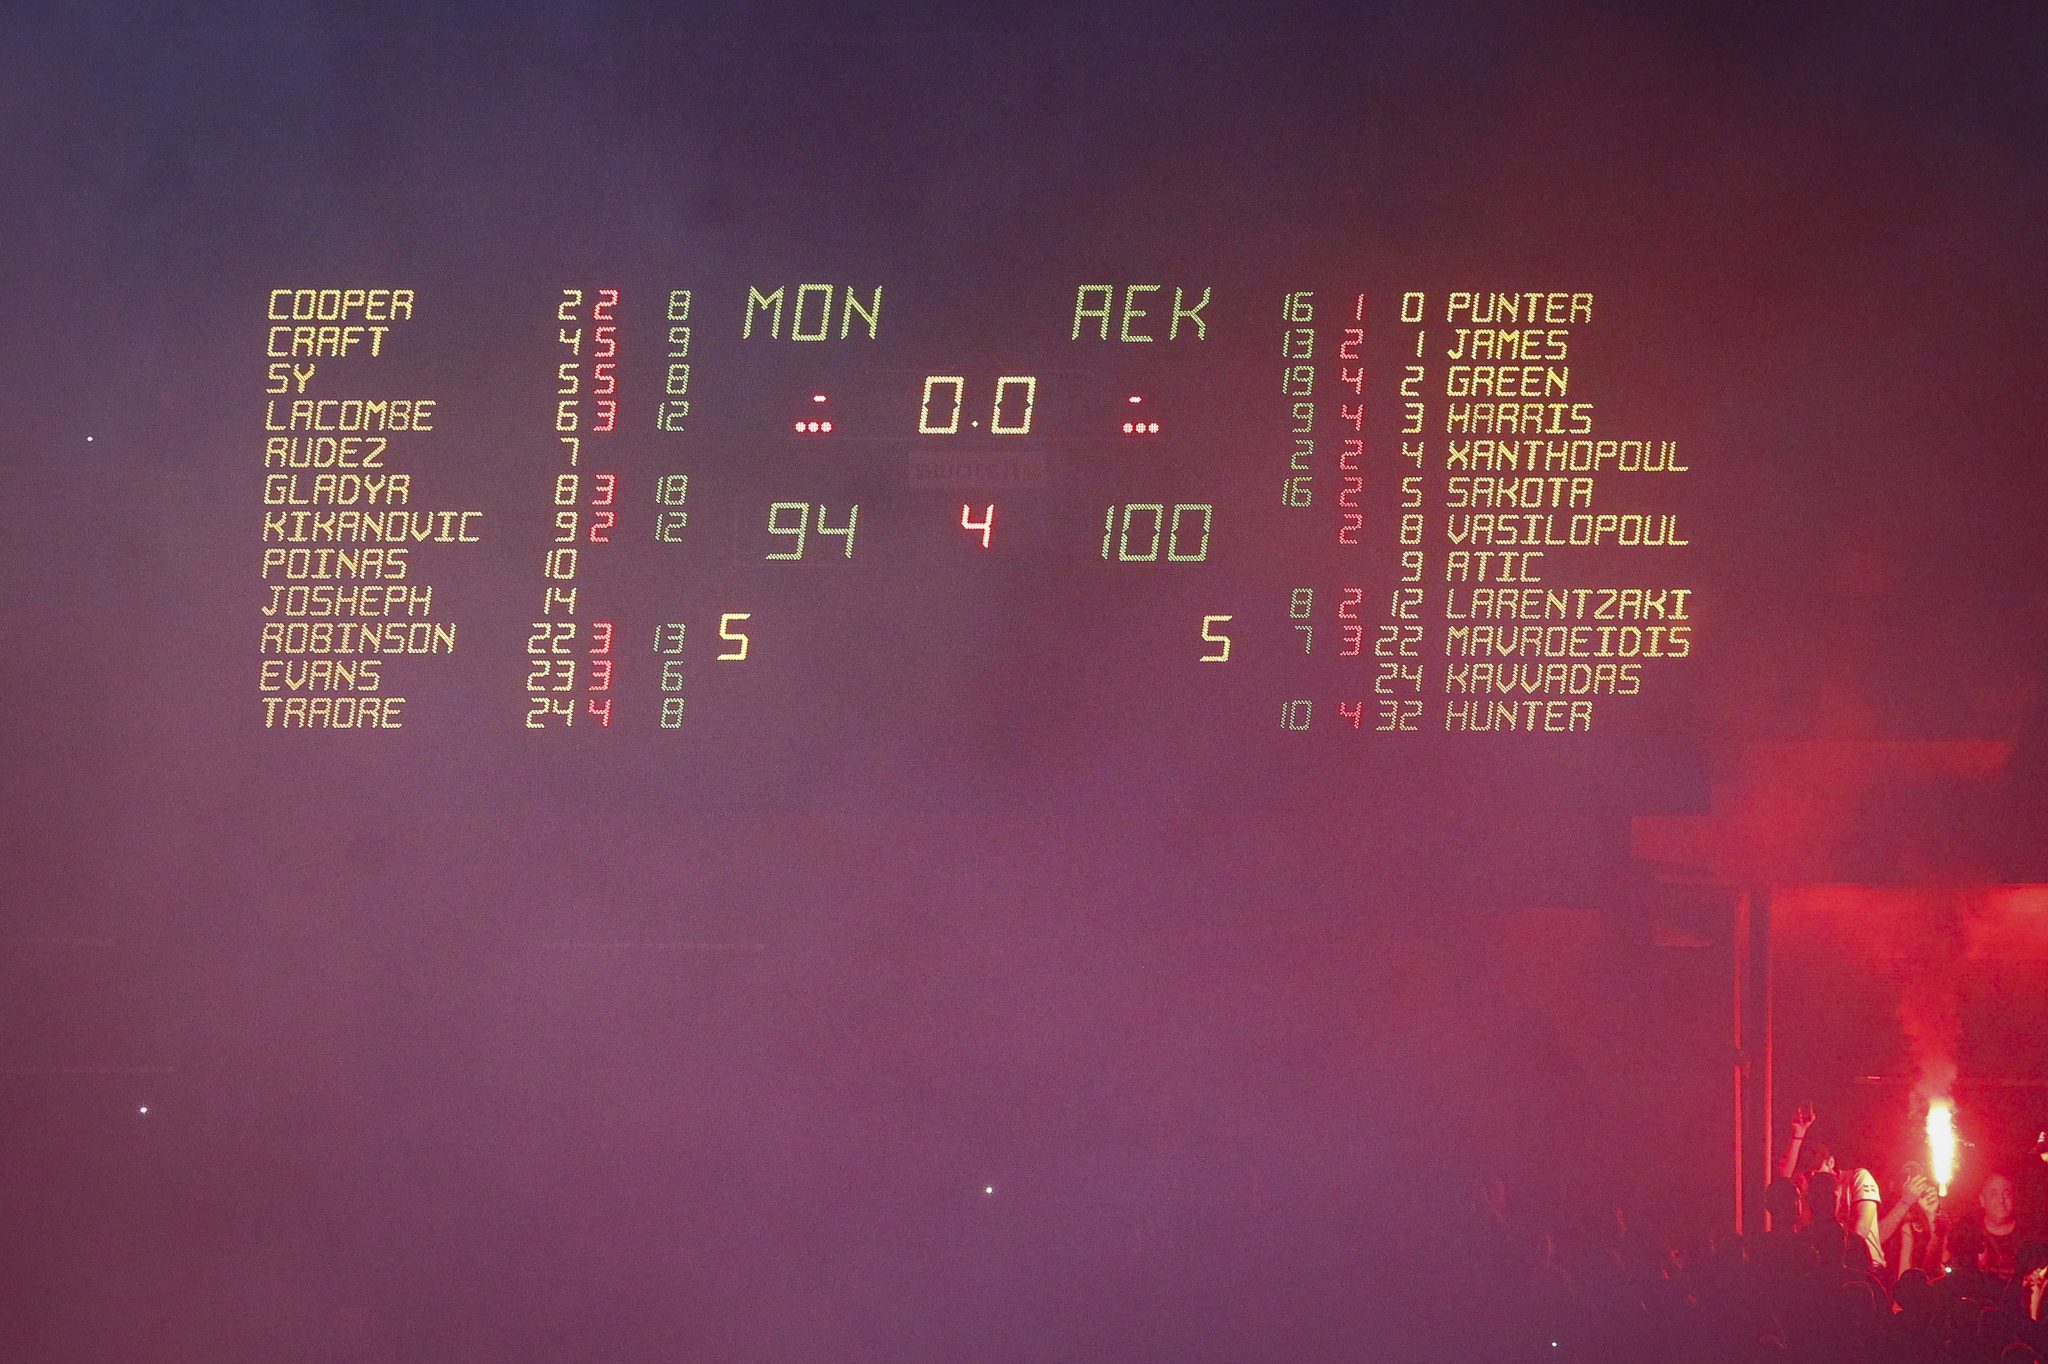 MON 0.0 AEK
94 4 100
5 5
COOPER 2 2 8
CRAFT 4 5 9
SY 5 5 8
LACOMBE 6 3 12
RUDEZ 7
GLADYR 8 3 18
KIKANOVIC 9 2 12
POINAS 10
JOSHEPH 14
ROBINSON 22 3 13
EVANS 23 3 6
TRAORE 24 4 8
16 1 0 PUNTER
13 2 1 JAMES
19 4 2 GREEN
9 4 3 HARRIS
2 2 4 XANTHOPOUL
16 2 5 SAKOTA
2 8 VASILOPOUL
9 ATIC
8 2 12 LARENTZAKI
7 3 22 MAVROEIDIS
24 KAVVADAS
10 4 32 HUNTER